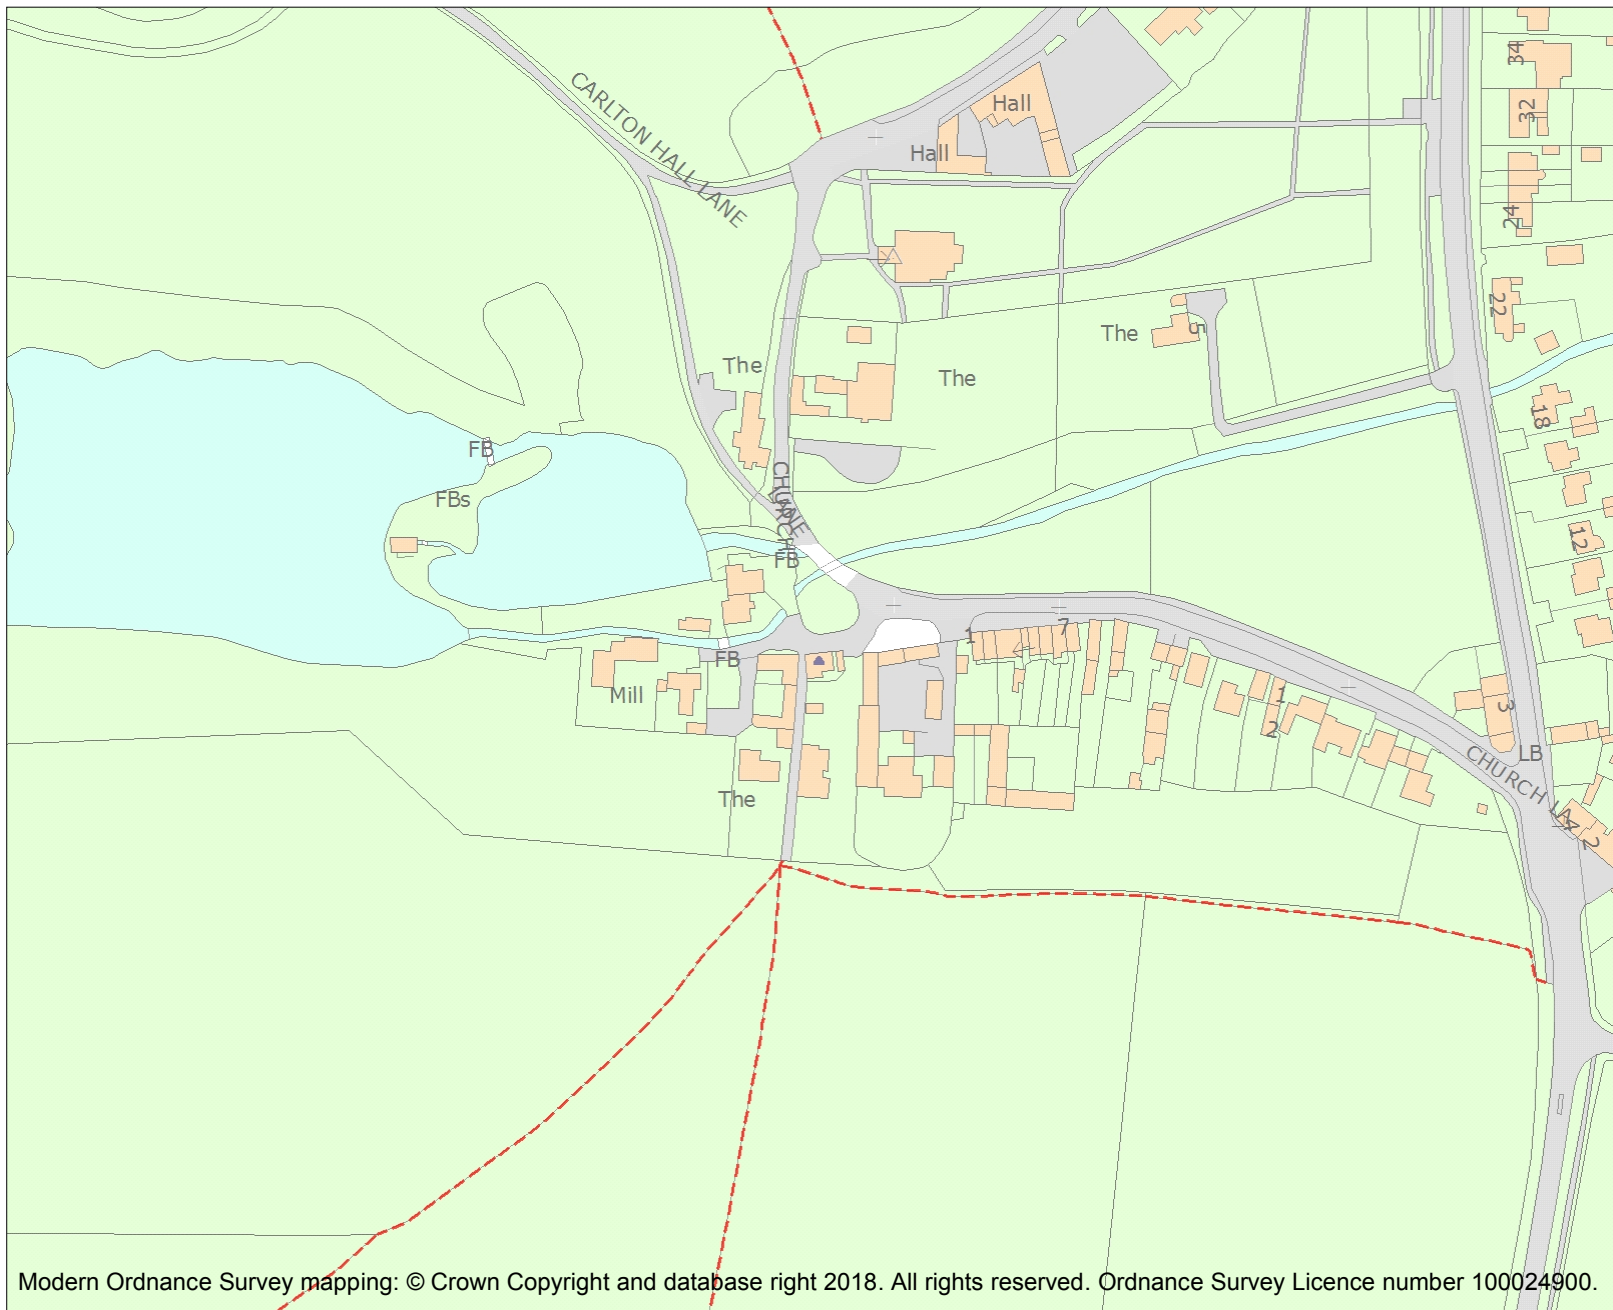 34
CARLTON HALL LANE
Hall
32
Hall
24
22
5
The
The
The
18
FB
CHURCH
LANE
FBs
12
FB
7
1
FB
Mill
1
2
3
LB
CHURCH LA
The
7
2
Modern Ordnance Survey mapping: © Crown Copyright and database right 2018. All rights reserved. Ordnance Survey Licence number 100024900.